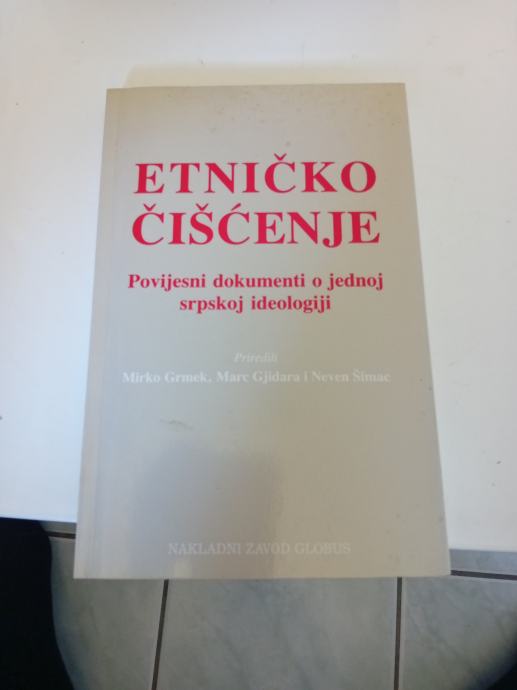 ETNIČKO
ČIŠĆENJE
Povijesni dokumenti o jednoj
srpskoj ideologiji
Priredili
Mirko Grmek, Marc Gjidara i Neven Šimac
NAKLADNI ZAVOD GLOBUS